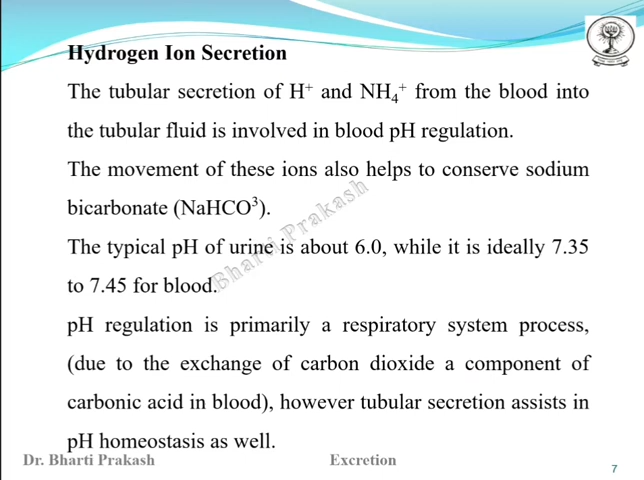 Hydrogen Ion Secretion
The tubular secretion of H⁺ and NH₄⁺ from the blood into
the tubular fluid is involved in blood pH regulation.
The movement of these ions also helps to conserve sodium
bicarbonate (NaHCO³).
The typical pH of urine is about 6.0, while it is ideally 7.35
to 7.45 for blood.
pH regulation is primarily a respiratory system process,
(due to the exchange of carbon dioxide a component of
carbonic acid in blood), however tubular secretion assists in
pH homeostasis as well.
Bharti Prakash
Dr. Bharti Prakash
Excretion
7